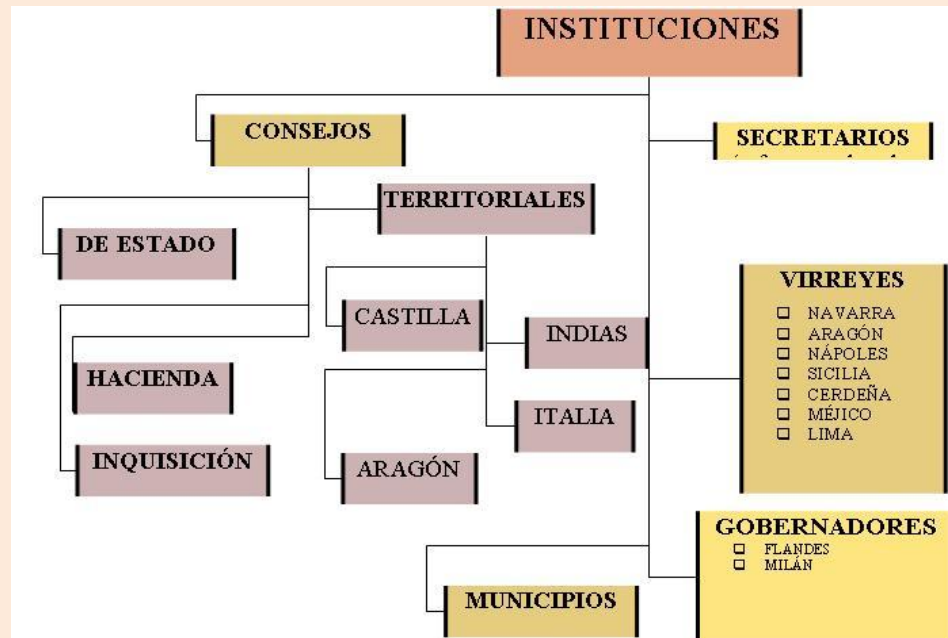 INSTITUCIONES
CONSEJOS
SECRETARIOS
TERRITORIALES
DE ESTADO
CASTILLA
INDIAS
HACIENDA
ITALIA
INQUISICIÓN
ARAGÓN
VIRREYES
NAVARRA
ARAGÓN
NÁPOLES
SICILIA
CERDEÑA
MÉJICO
LIMA
GOBERNADORES
FLANDES
MILÁN
MUNICIPIOS